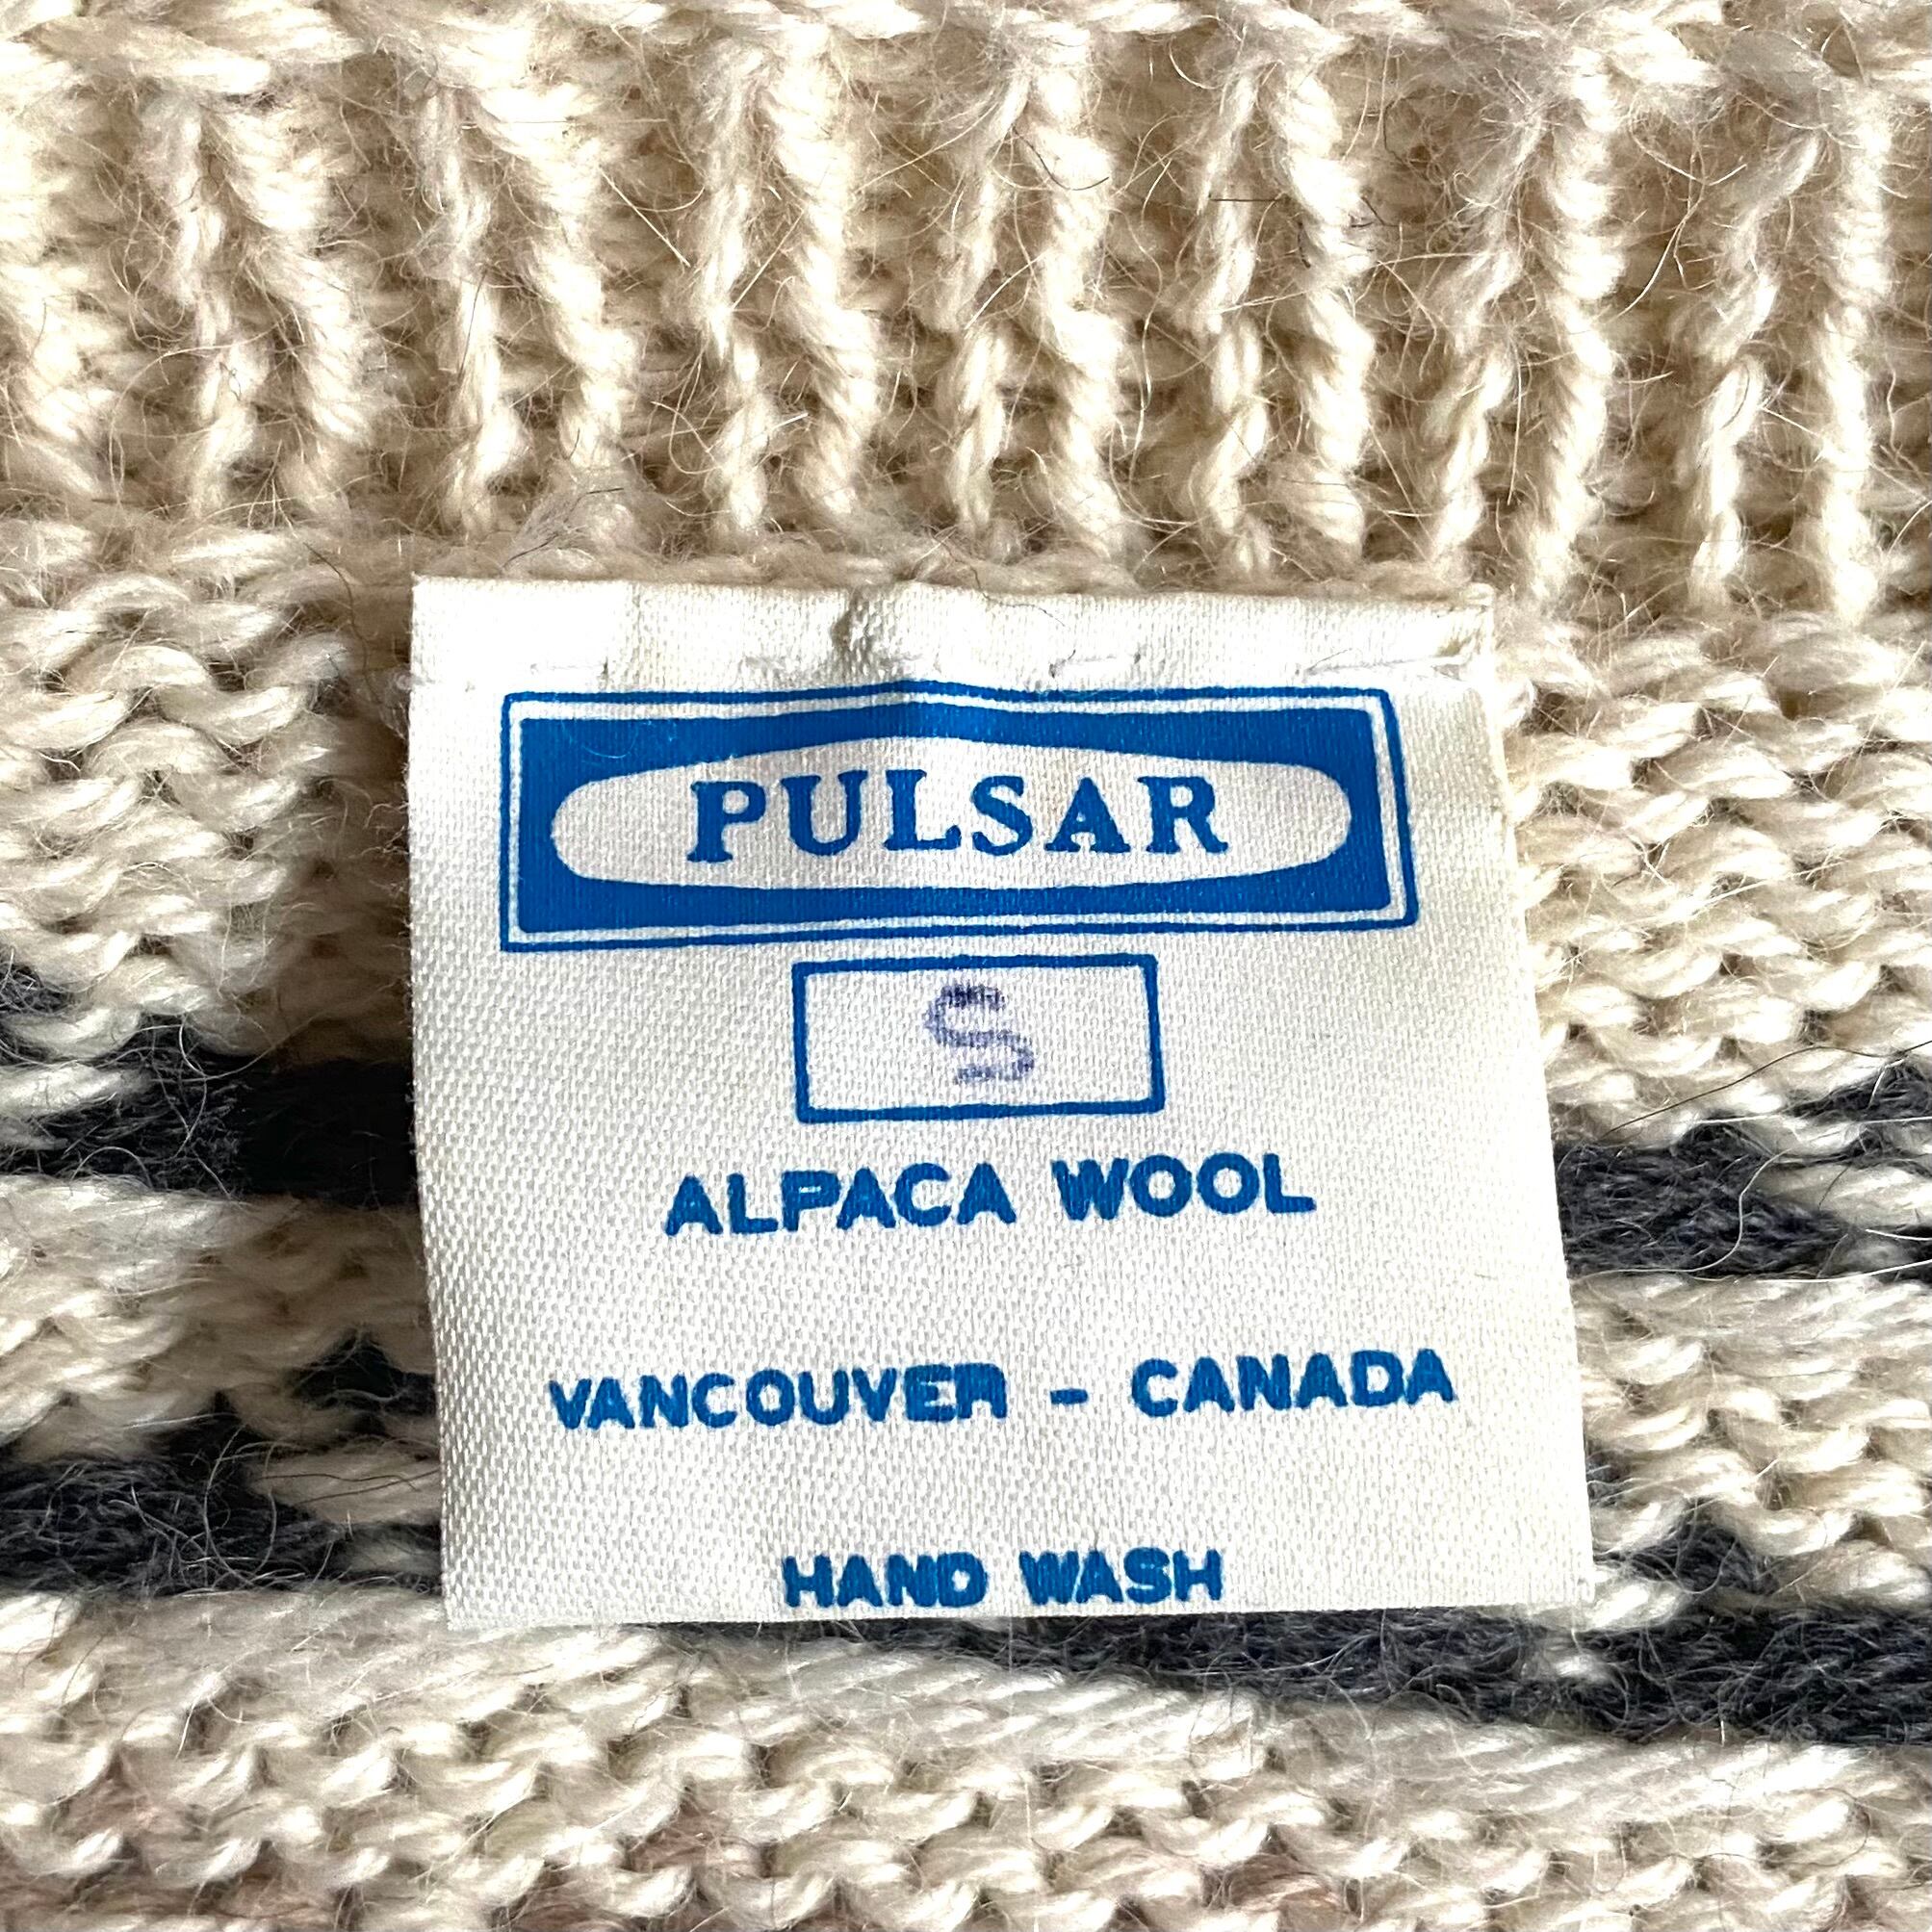 PULSAR
S
ALPACA WOOL
VANCOUVER - CANADA
HAND WASH